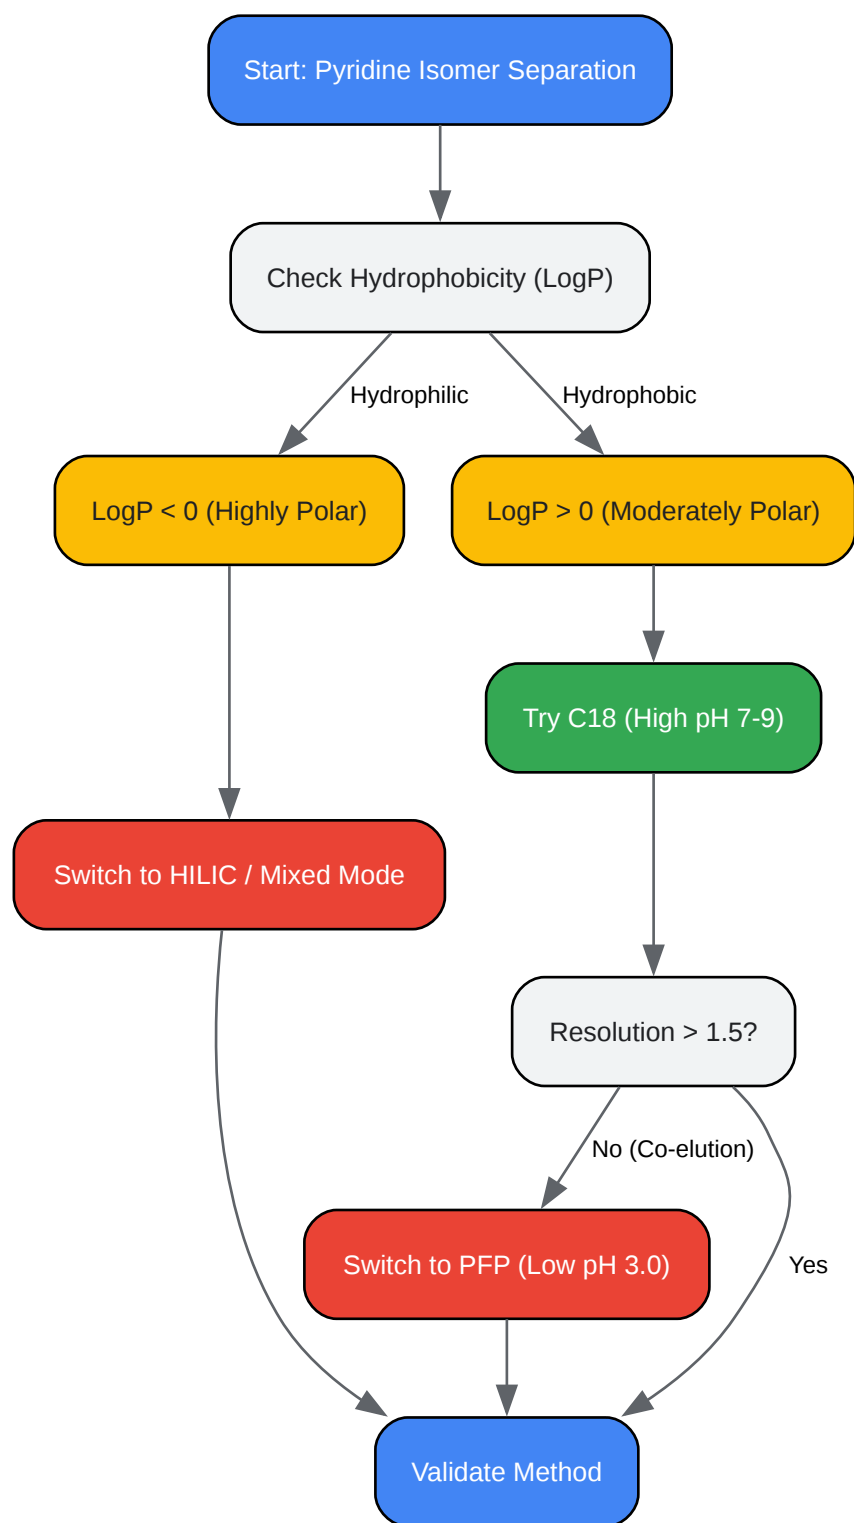 Start: Pyridine Isomer Separation
Check Hydrophobicity (LogP)
Hydrophilic
Hydrophobic
LogP < 0 (Highly Polar)
LogP > 0 (Moderately Polar)
Try C18 (High pH 7-9)
Switch to HILIC / Mixed Mode
Resolution > 1.5?
No (Co-elution)
Switch to PFP (Low pH 3.0)
Yes
Validate Method